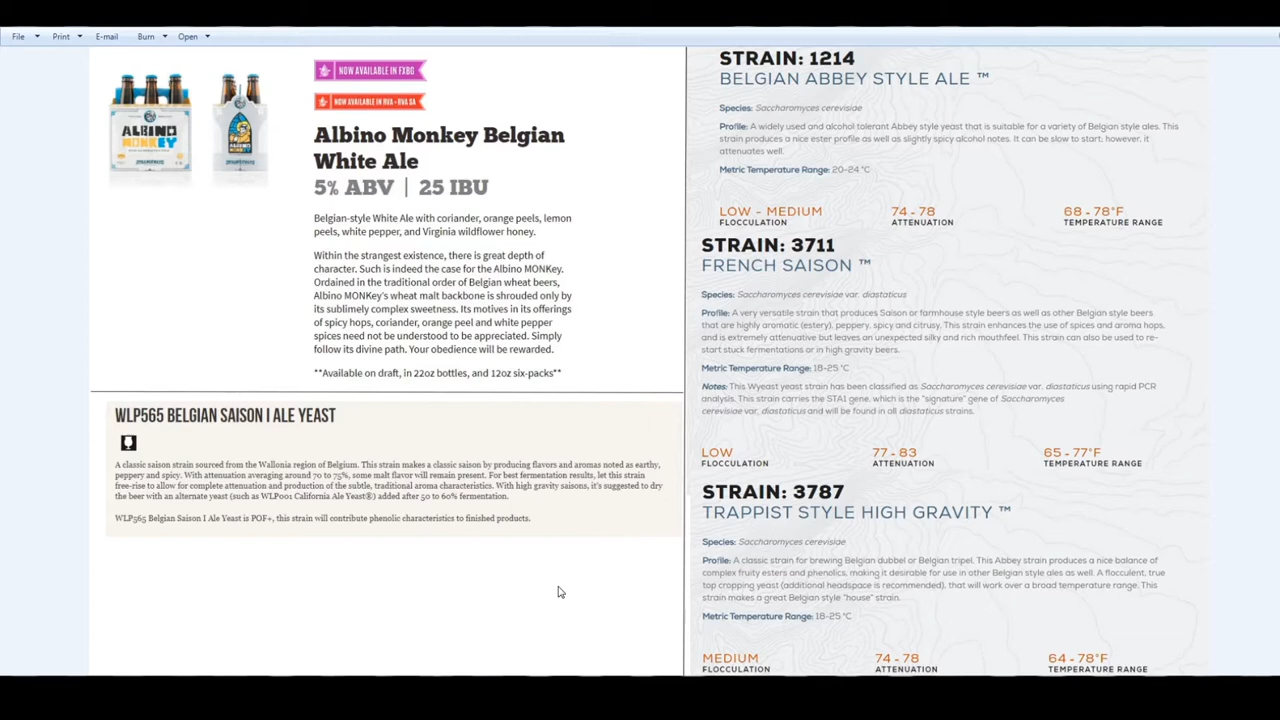 File Print E-mail Burn Open
NOW AVAILABLE IN FXBG
NOW AVAILABLE IN RVA + RVA SA
ALBINO
MONKEY
Albino Monkey Belgian
White Ale
5% ABV | 25 IBU
Belgian-style White Ale with coriander, orange peels, lemon
peels, white pepper, and Virginia wildflower honey.
Within the strangest existence, there is great depth of
character. Such is indeed the case for the Albino MONKey.
Ordained in the traditional order of Belgian wheat beers,
Albino MONKey's wheat malt backbone is shrouded only by
its sublimely complex sweetness. Its motives in its offerings
of spicy hops, coriander, orange peel and white pepper
spices need not be understood to be appreciated. Simply
follow its divine path. Your obedience will be rewarded.
**Available on draft, in 22oz bottles, and 12oz six-packs**
WLP565 BELGIAN SAISON I ALE YEAST
A classic saison strain sourced from the Wallonia region of Belgium. This strain makes a classic saison by producing flavors and aromas noted as earthy,
peppery and spicy. With attenuation averaging around 70 to 75%, some malt flavor will remain present. For best fermentation results, let this strain
free-rise to allow for complete attenuation and production of the subtle, traditional aroma characteristics. With high gravity saisons, it's suggested to dry
the beer with an alternate yeast (such as WLP001 California Ale Yeast®) added after 50 to 60% fermentation.
WLP565 Belgian Saison I Ale Yeast is POF+, this strain will contribute phenolic characteristics to finished products.
STRAIN: 1214
BELGIAN ABBEY STYLE ALE ™
Species: Saccharomyces cerevisiae
Profile: A widely used and alcohol tolerant Abbey style yeast that is suitable for a variety of Belgian style ales. This
strain produces a nice ester profile as well as slightly spicy alcohol notes. It can be slow to start; however, it
attenuates well.
Metric Temperature Range: 20-24 °C
LOW - MEDIUM 74 - 78 68 - 78°F
FLOCCULATION ATTENUATION TEMPERATURE RANGE
STRAIN: 3711
FRENCH SAISON ™
Species: Saccharomyces cerevisiae var. diastaticus
Profile: A very versatile strain that produces Saison or farmhouse style beers as well as other Belgian style beers
that are highly aromatic (estery), peppery, spicy and citrusy. This strain enhances the use of spices and aroma hops,
and is extremely attenuative but leaves an unexpected silky and rich mouthfeel. This strain can also be used to re-
start stuck fermentations or in high gravity beers.
Metric Temperature Range: 18-25 °C
Notes: This Wyeast yeast strain has been classified as Saccharomyces cerevisiae var. diastaticus using rapid PCR
analysis. This strain carries the STA1 gene, which is the "signature" gene of Saccharomyces
cerevisiae var. diastaticus and will be found in all diastaticus strains.
LOW 77 - 83 65 - 77°F
FLOCCULATION ATTENUATION TEMPERATURE RANGE
STRAIN: 3787
TRAPPIST STYLE HIGH GRAVITY ™
Species: Saccharomyces cerevisiae
Profile: A classic strain for brewing Belgian dubbel or Belgian tripel. This Abbey strain produces a nice balance of
complex fruity esters and phenolics, making it desirable for use in other Belgian style ales as well. A flocculent, true
top cropping yeast (additional headspace is recommended), that will work over a broad temperature range. This
strain makes a great Belgian style "house" strain.
Metric Temperature Range: 18-25 °C
MEDIUM 74 - 78 64 - 78°F
FLOCCULATION ATTENUATION TEMPERATURE RANGE